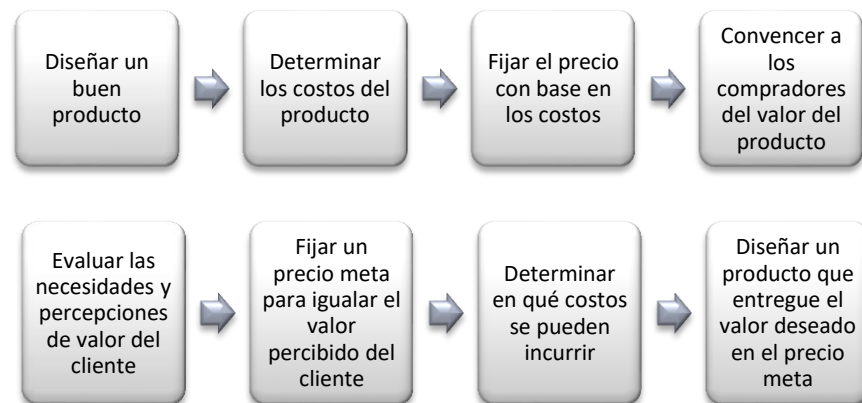 Diseñar un
buen
producto
Determinar
los costos del
producto
Fijar el precio
con base en
los costos
Convencer a
los
compradores
del valor del
producto
Evaluar las
necesidades y
percepciones
de valor del
cliente
Fijar un
precio meta
para igualar el
valor
percibido del
cliente
Determinar
en qué costos
se pueden
incurrir
Diseñar un
producto que
entregue el
valor deseado
en el precio
meta